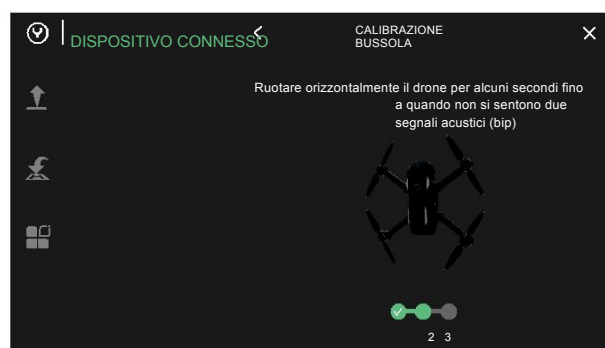 DISPOSITIVO CONNESSO
CALIBRAZIONE
BUSSOLA
Ruotare orizzontalmente il drone per alcuni secondi fino
a quando non si sentono due
segnali acustici (bip)
2 3